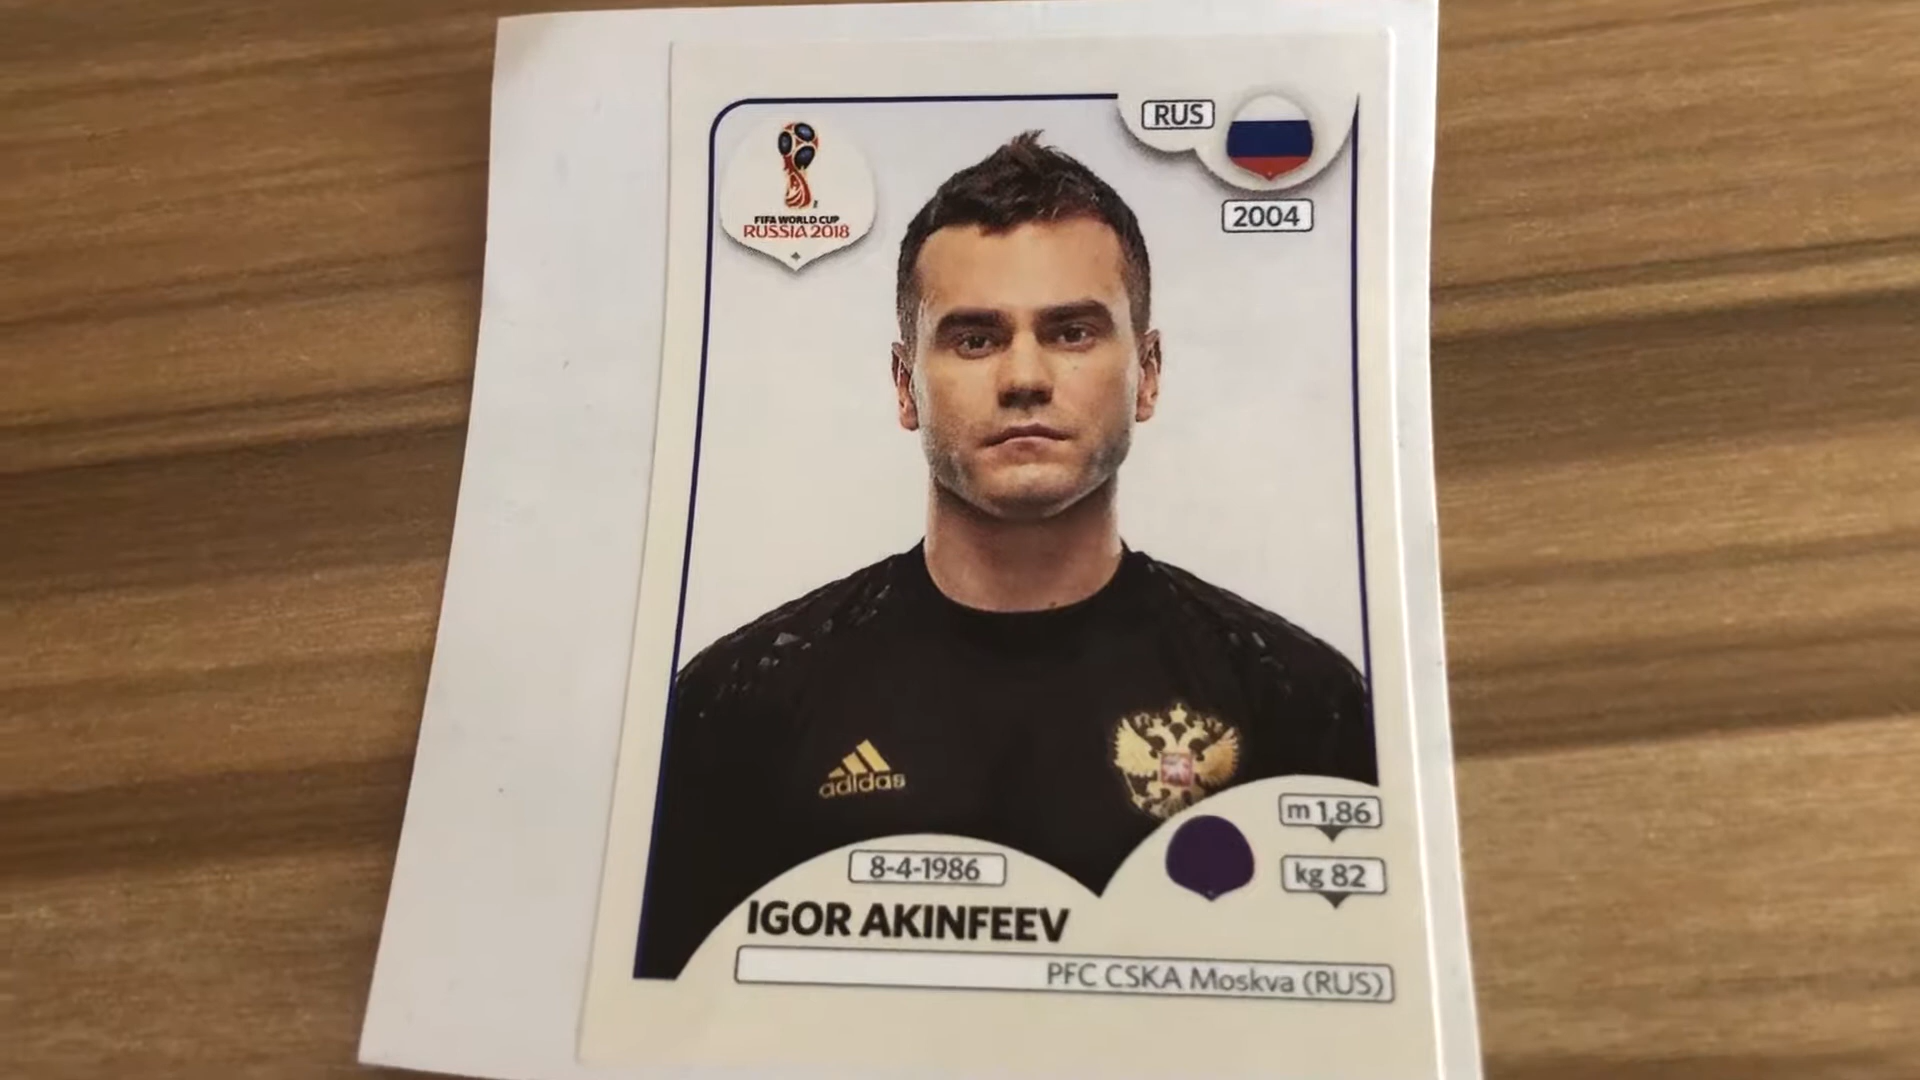 RUS
2004
FIFA WORLD CUP
RUSSIA 2018
adidas
m 1,86
kg 82
8-4-1986
IGOR AKINFEEV
PFC CSKA Moskva (RUS)